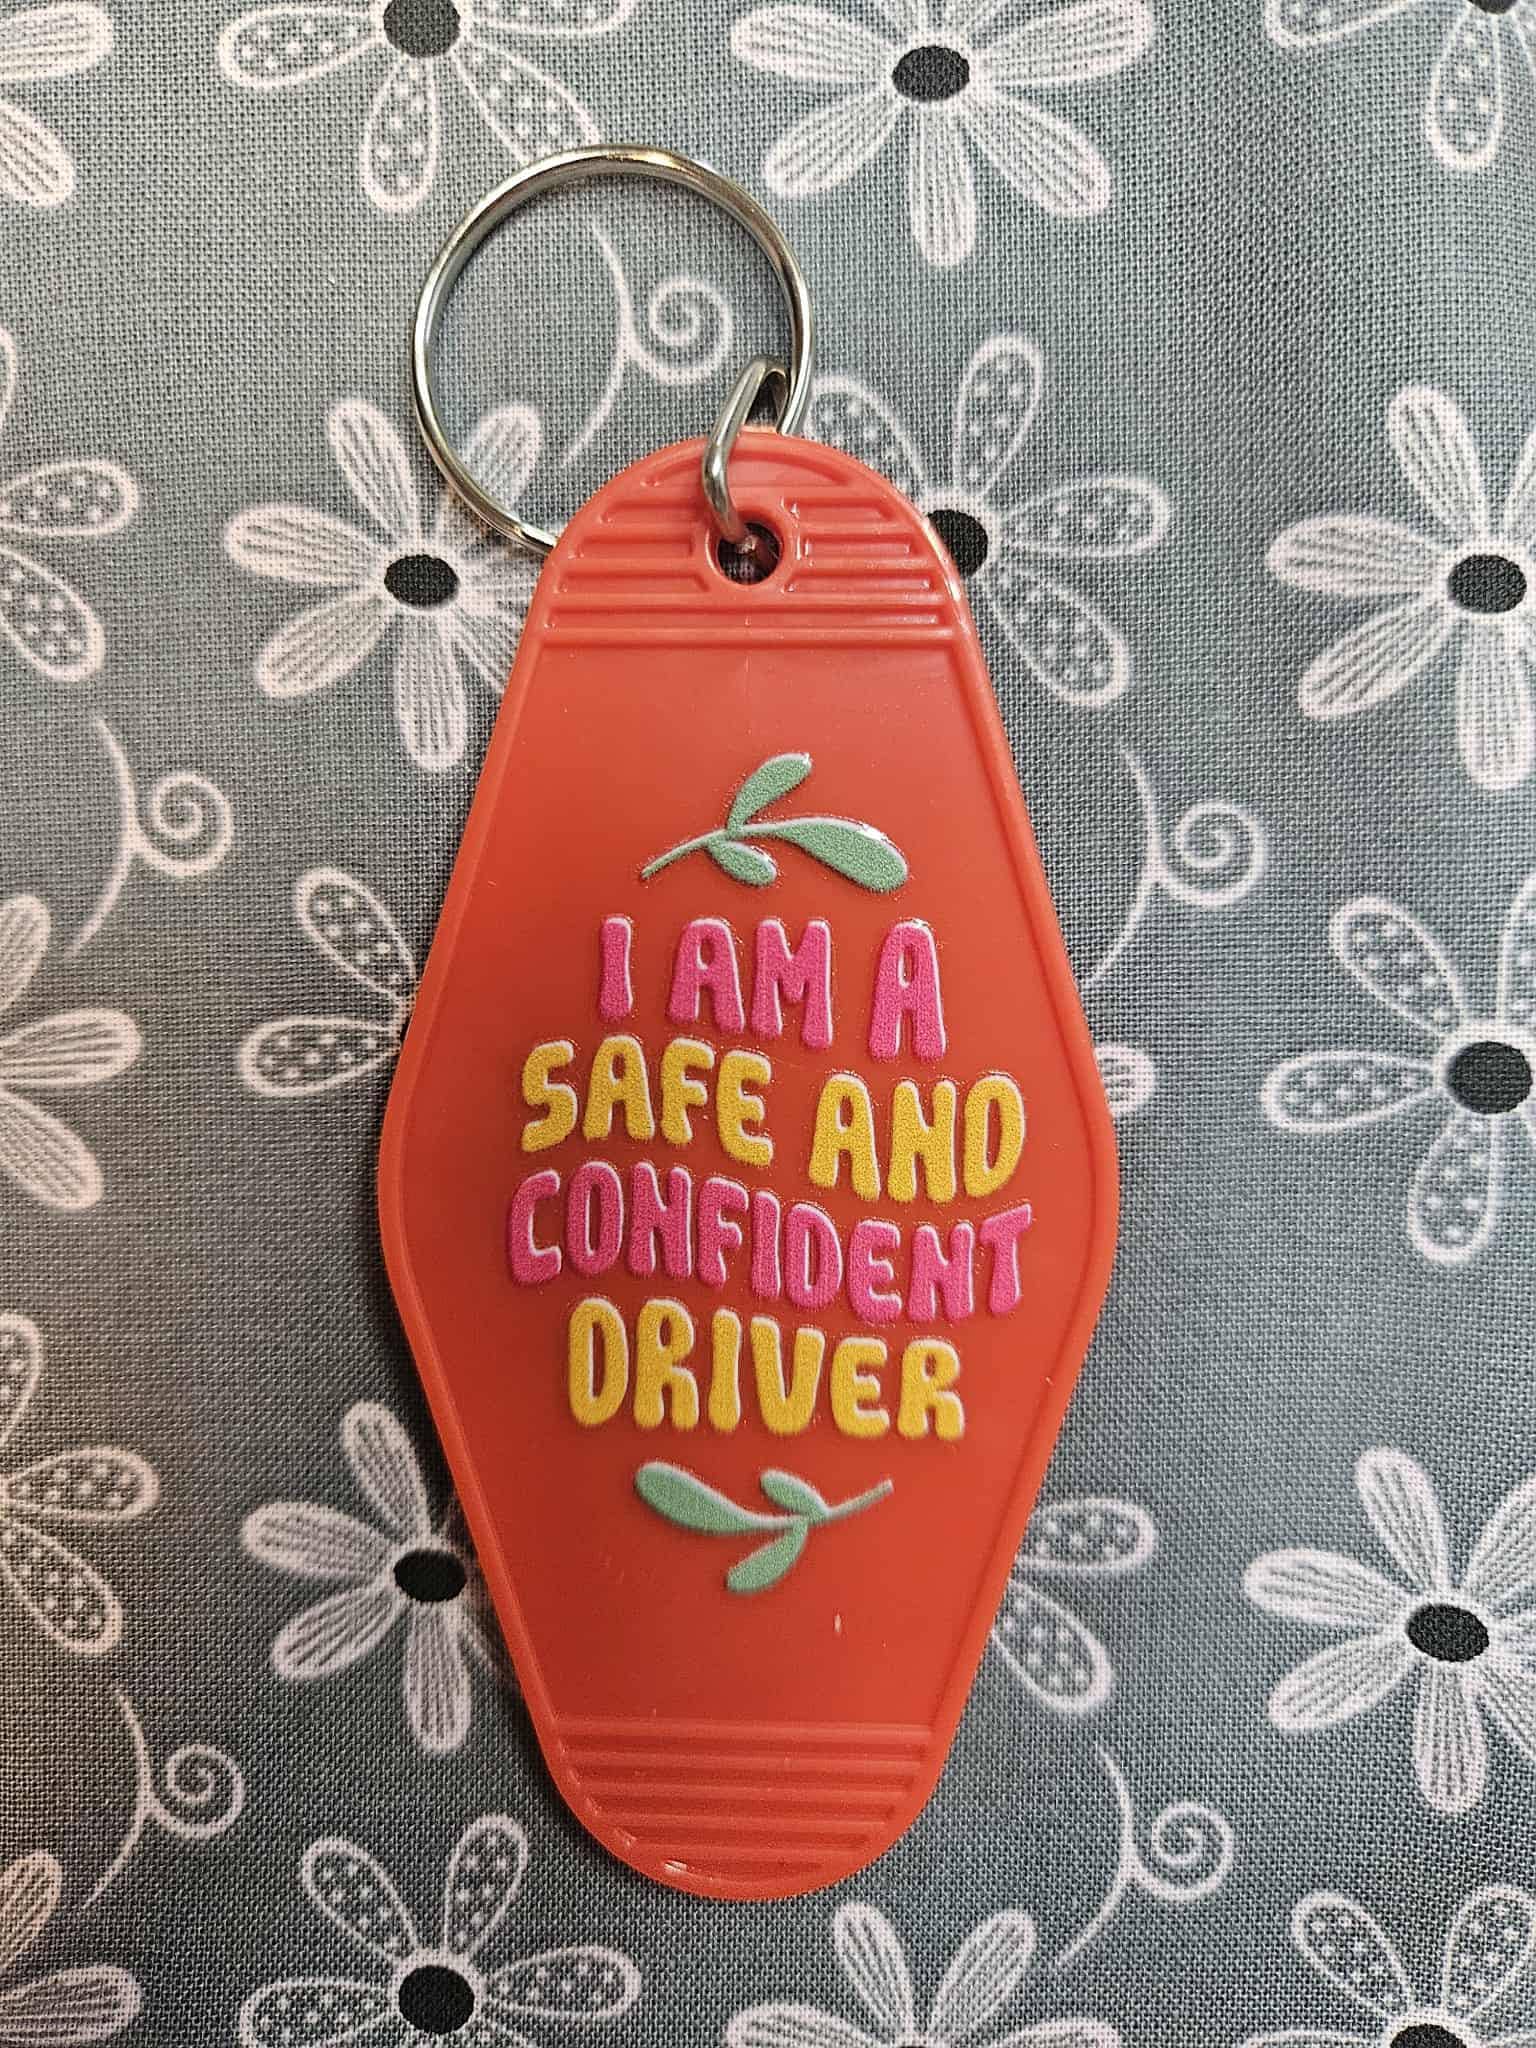 I AM A
SAFE AND
CONFIDENT
DRIVER